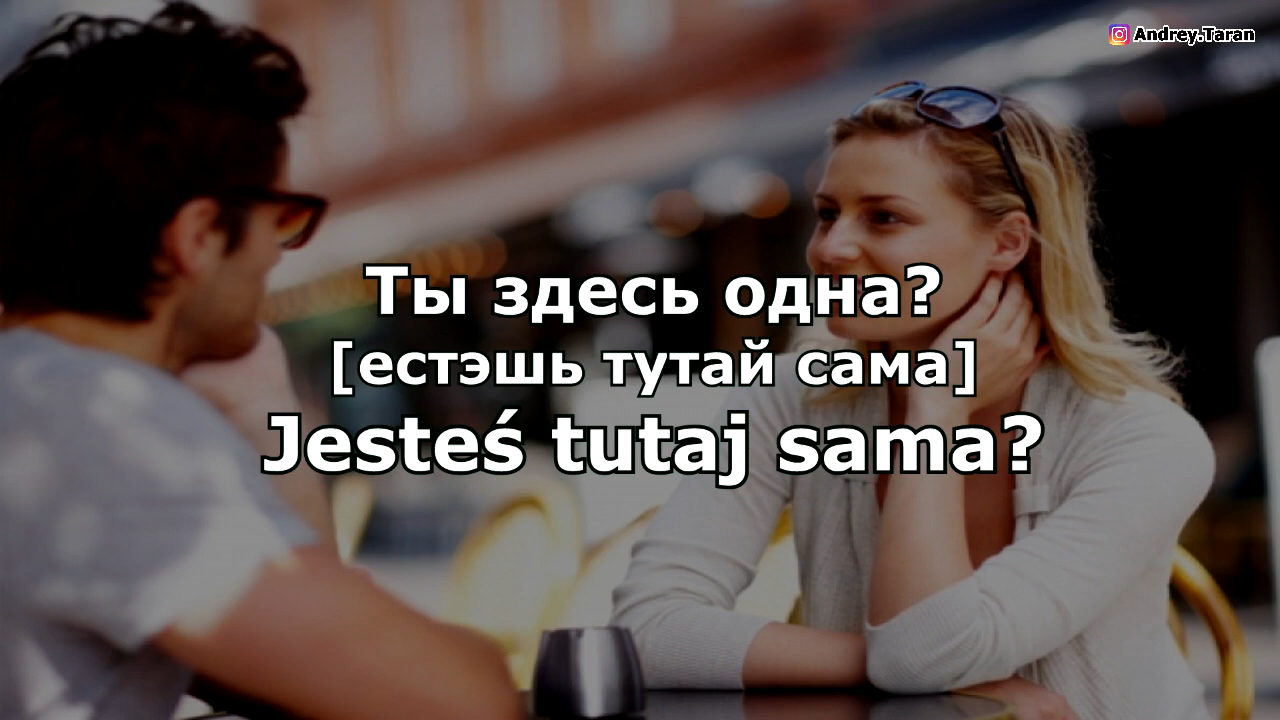 Andrey.Taran
Ты здесь одна?
[естэшь тутай сама]
Jesteś tutaj sama?